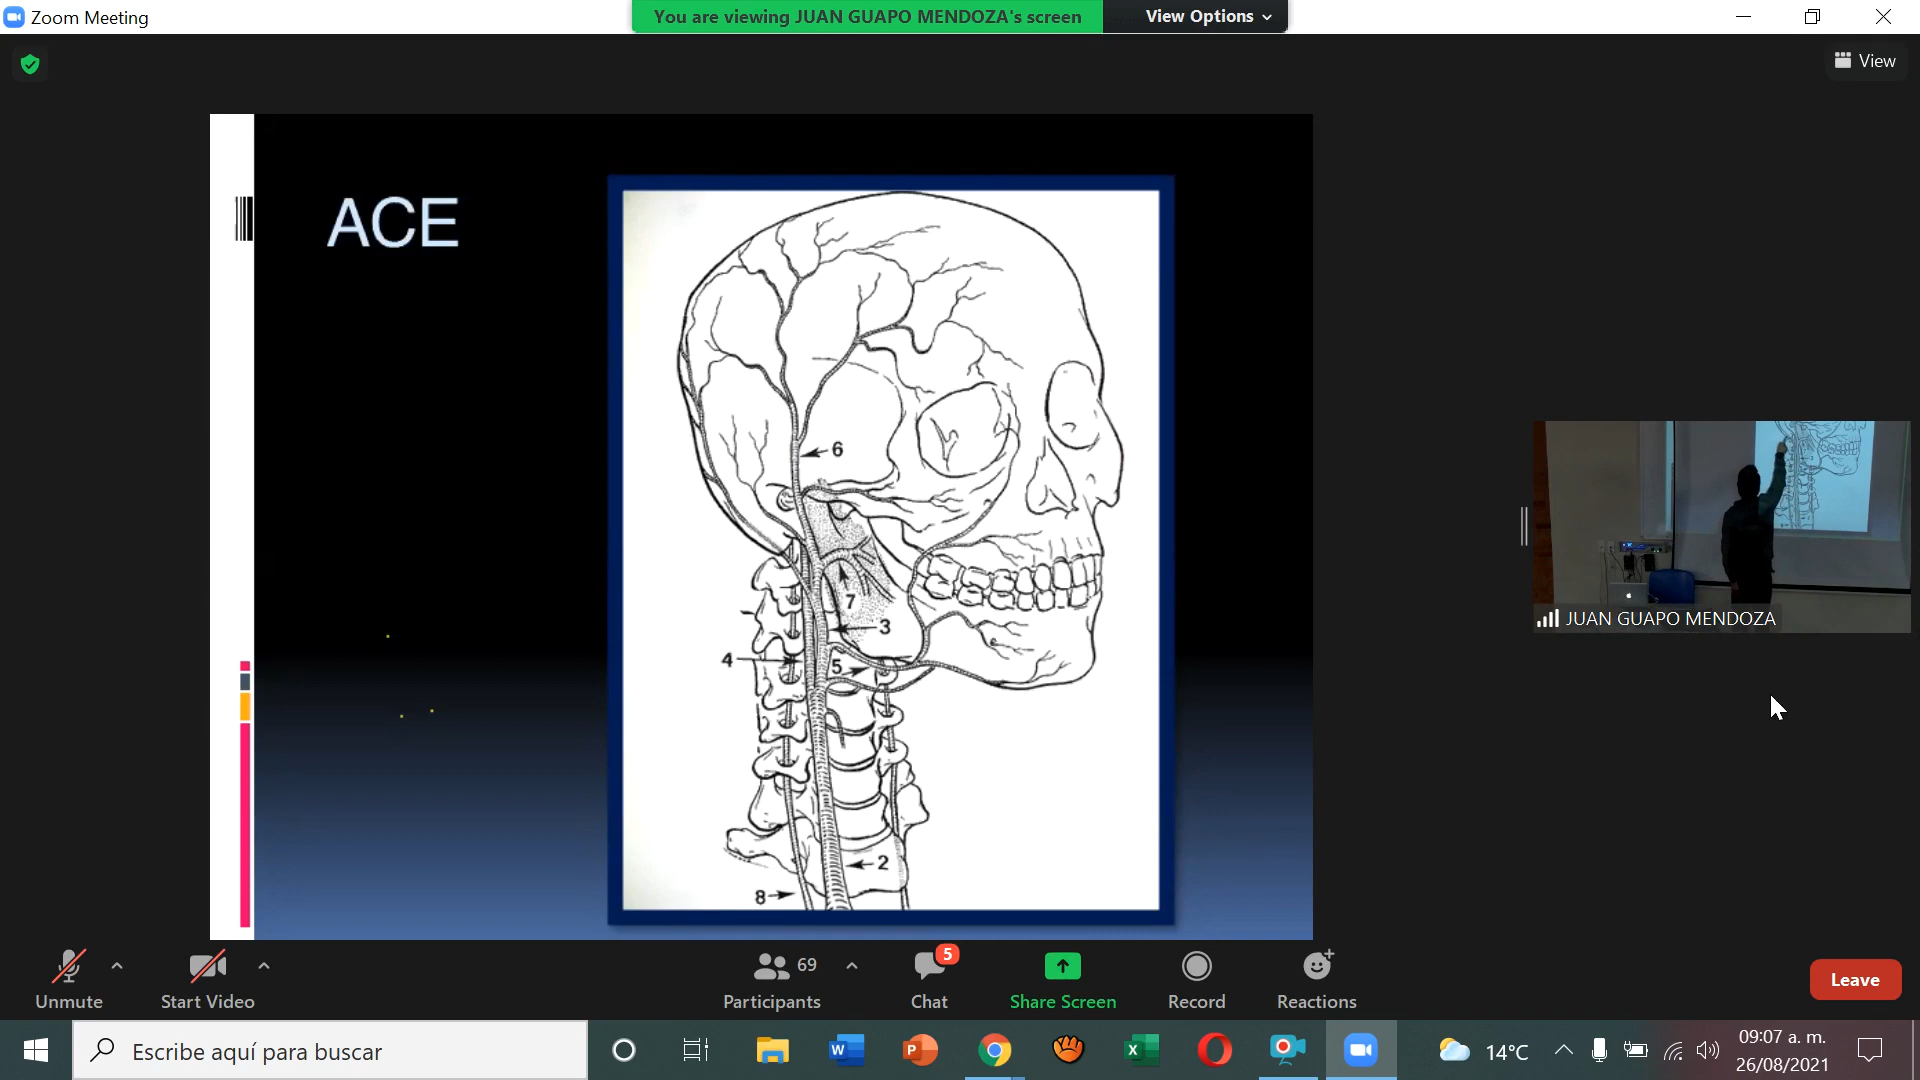 Zoom Meeting
You are viewing JUAN GUAPO MENDOZA's screen
View Options
View
ACE
6
7
3
4
5
2
8
JUAN GUAPO MENDOZA
Unmute
Start Video
69
Participants
5
Chat
Share Screen
Record
Reactions
Leave
Escribe aquí para buscar
W
P
X
14°C
09:07 a. m.
26/08/2021